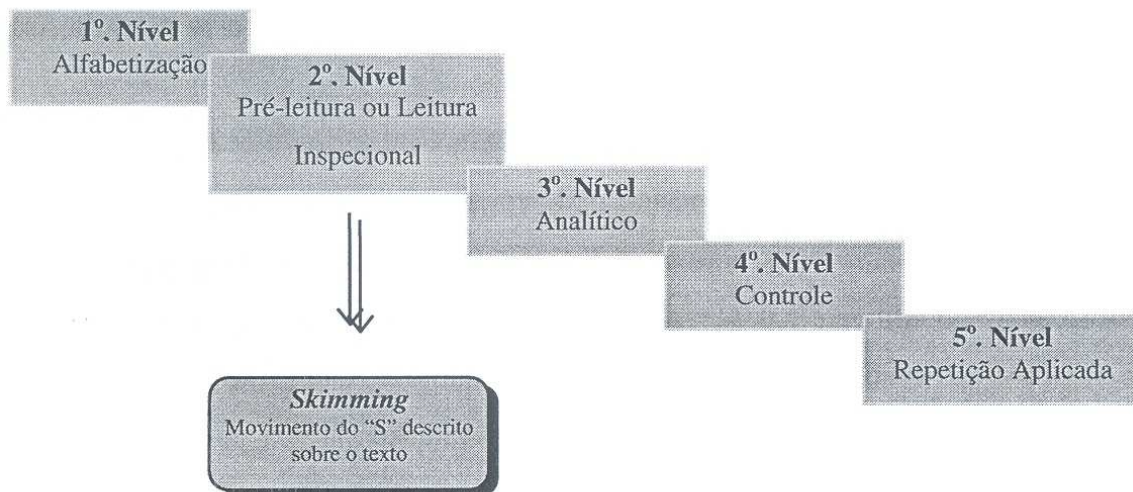 1º. Nível
Alfabetização
2º. Nível
Pré-leitura ou Leitura
Inspecional
3º. Nível
Analítico
4º. Nível
Controle
5º. Nível
Repetição Aplicada
Skimming
Movimento do “S” descrito
sobre o texto